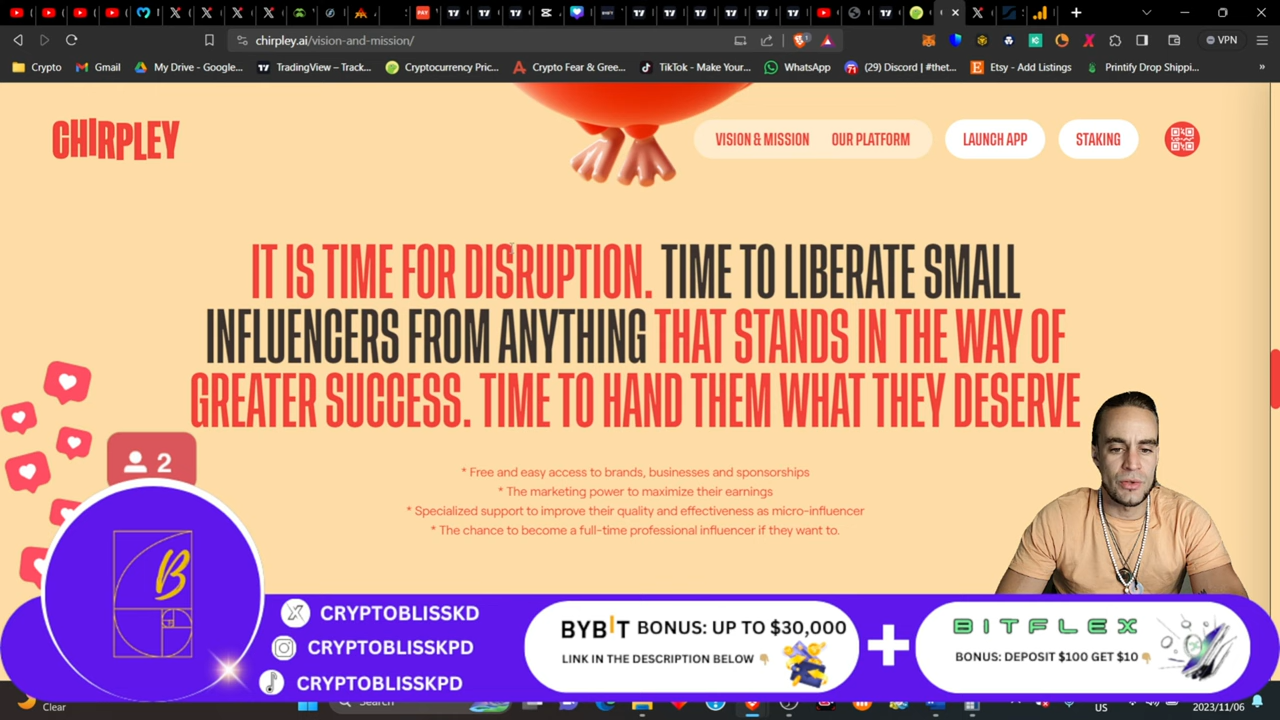 chirpley.ai/vision-and-mission/
VPN
Crypto
Gmail
My Drive - Google...
TradingView – Track...
Cryptocurrency Pric...
Crypto Fear & Gree...
TikTok - Make Your...
WhatsApp
(29) Discord | #thet...
Etsy - Add Listings
Printify Drop Shippi...
CHIRPLEY
VISION & MISSION
OUR PLATFORM
LAUNCH APP
STAKING
IT IS TIME FOR DISRUPTION. TIME TO LIBERATE SMALL
INFLUENCERS FROM ANYTHING THAT STANDS IN THE WAY OF
GREATER SUCCESS. TIME TO HAND THEM WHAT THEY DESERVE
2
* Free and easy access to brands, businesses and sponsorships
* The marketing power to maximize their earnings
* Specialized support to improve their quality and effectiveness as micro-influencer
* The chance to become a full-time professional influencer if they want to.
B
CRYPTOBLISSKD
CRYPTOBLISSKPD
CRYPTOBLISSKPD
BYBIT BONUS: UP TO $30,000
LINK IN THE DESCRIPTION BELOW
BITFLEX
BONUS: DEPOSIT $100 GET $10
Clear
Search
US
2023/11/06